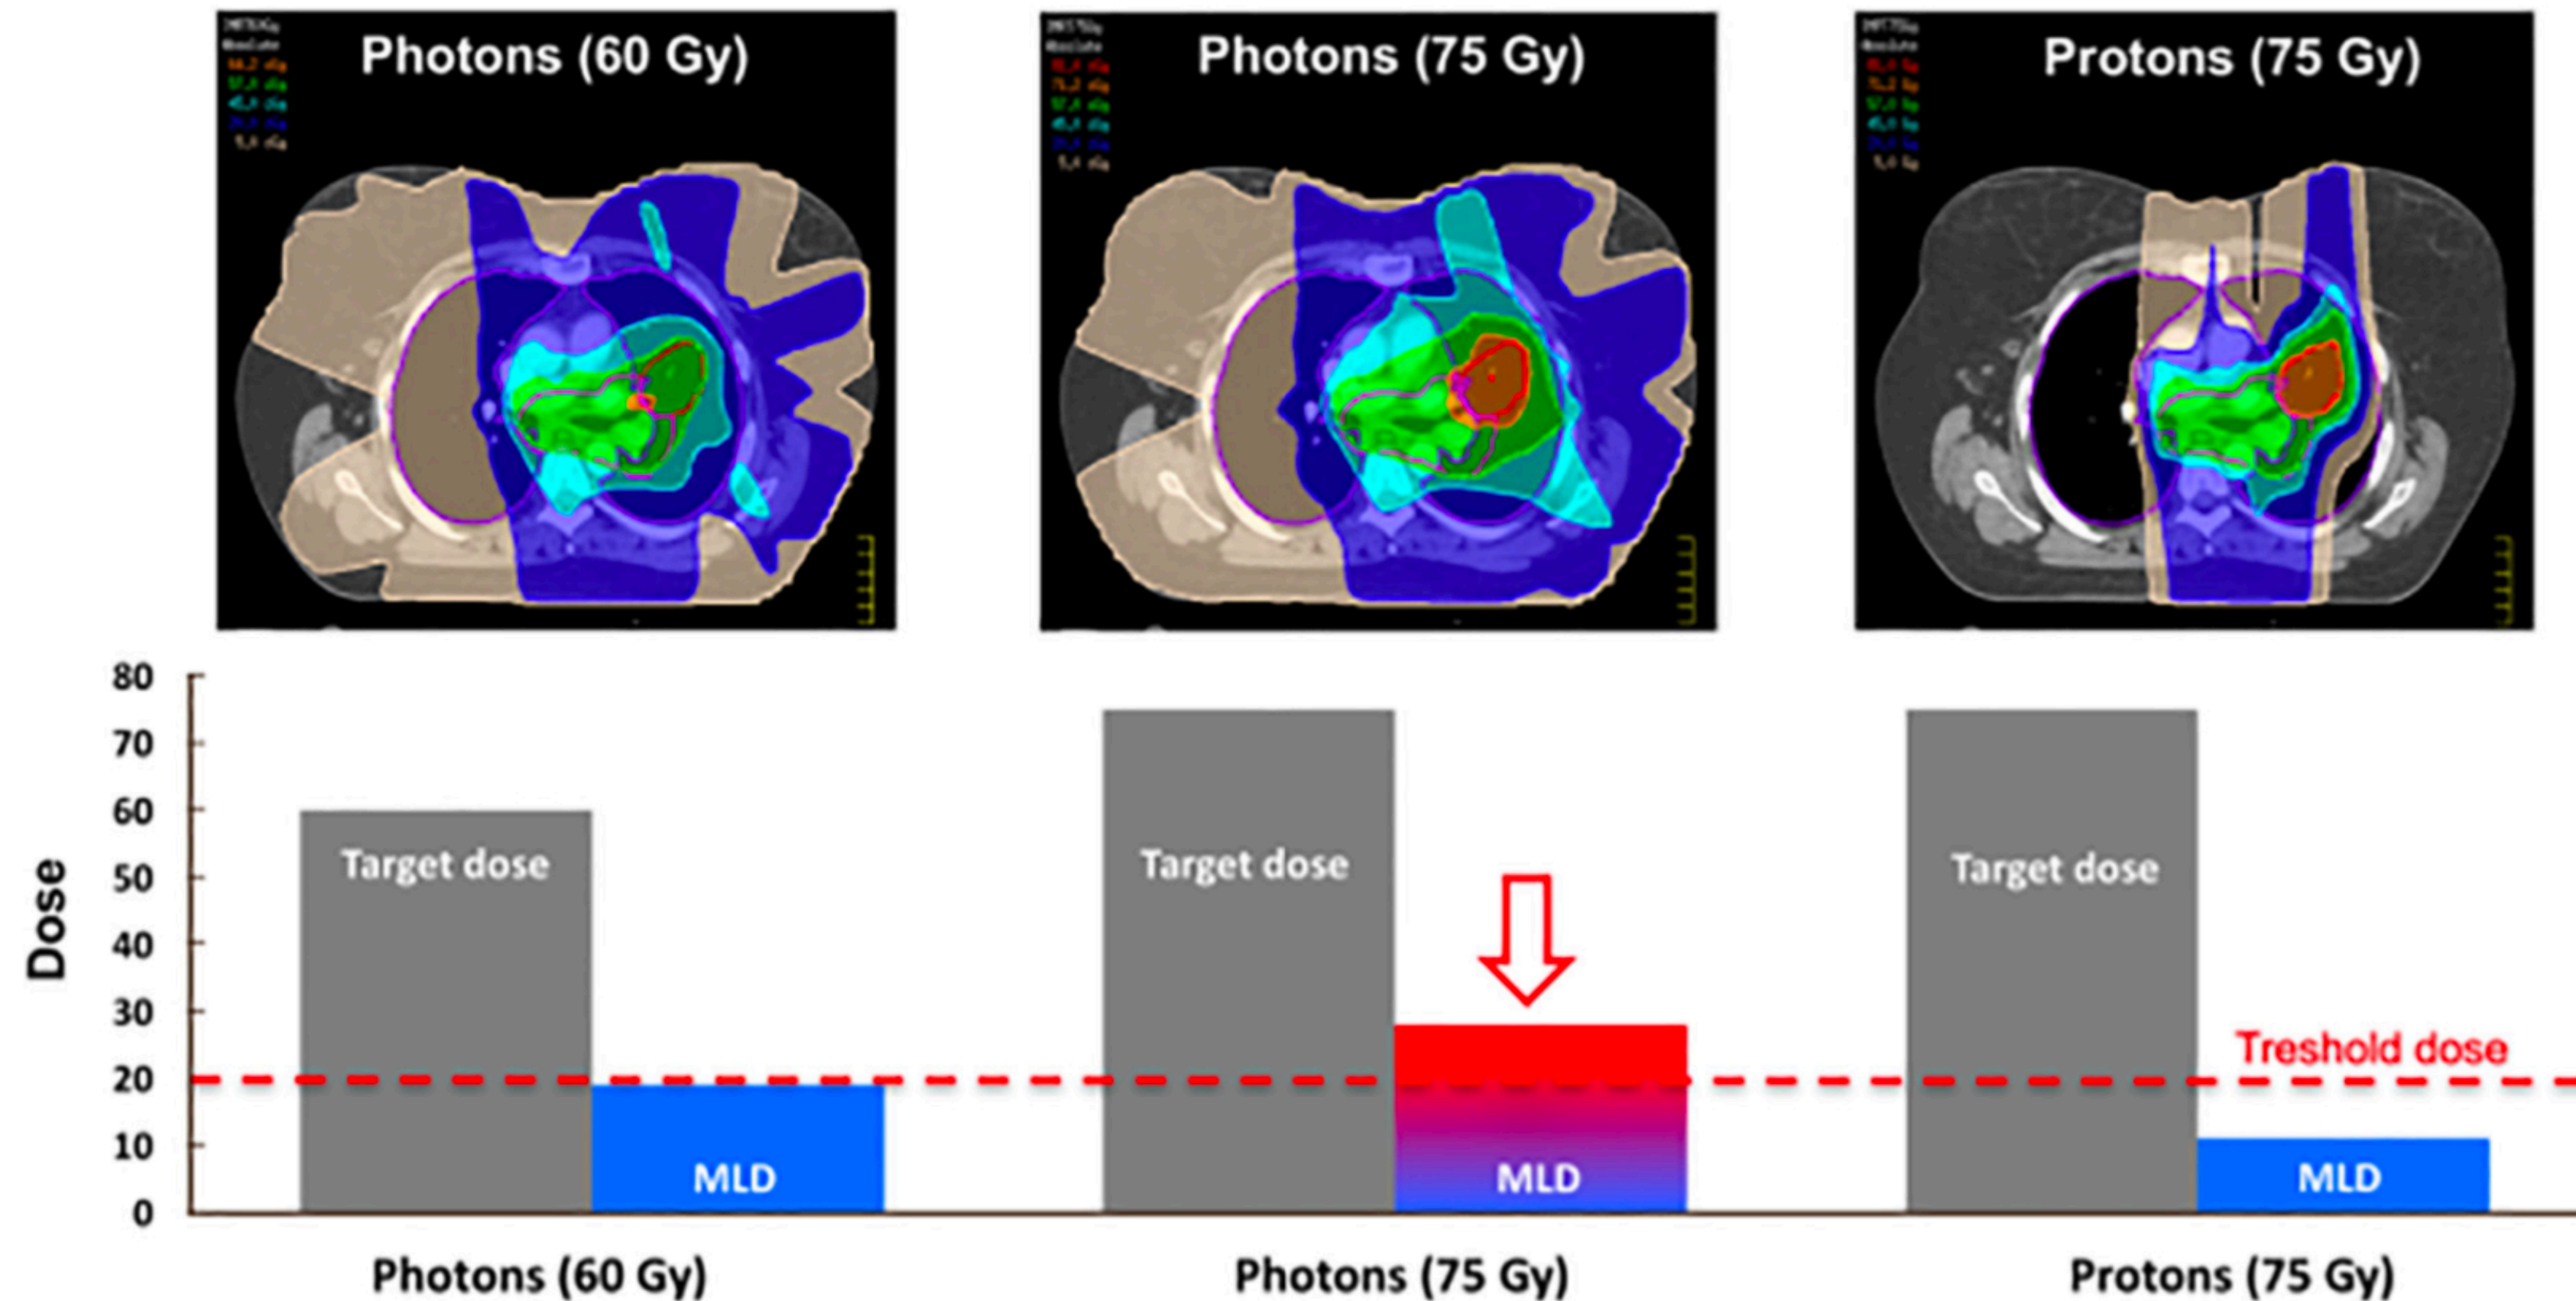 Photons (60 Gy)
Photons (75 Gy)
Protons (75 Gy)
80
70
60
50
40
30
20
10
0
Dose
Target dose
MLD
Target dose
MLD
Target dose
MLD
Treshold dose
Photons (60 Gy)
Photons (75 Gy)
Protons (75 Gy)